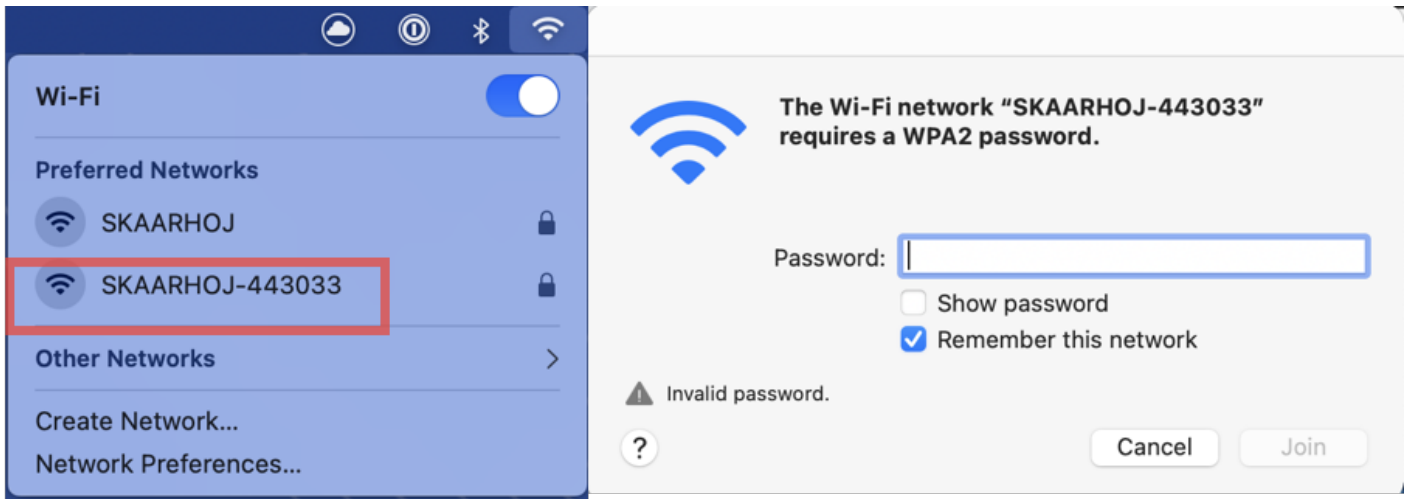 Wi-Fi
Preferred Networks
SKAARHOJ
SKAARHOJ-443033
Other Networks
Create Network...
Network Preferences...
The Wi-Fi network “SKAARHOJ-443033”
requires a WPA2 password.
Password:
Show password
Remember this network
Invalid password.
?
Cancel
Join